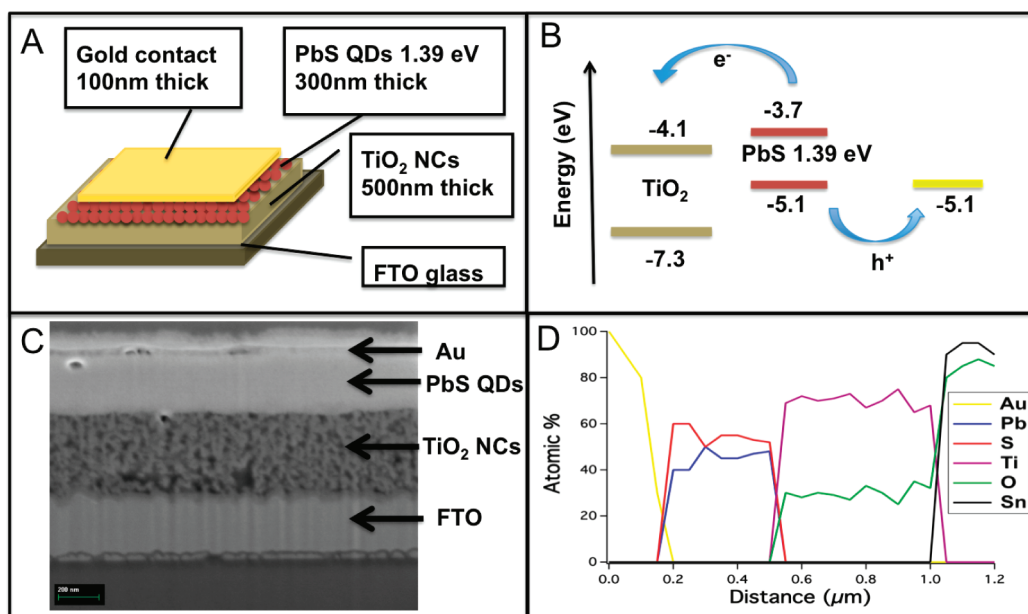 A
Gold contact
100nm thick
PbS QDs 1.39 eV
300nm thick
TiO₂ NCs
500nm thick
FTO glass
B
Energy (eV)
e⁻
-4.1
-3.7
TiO₂
PbS 1.39 eV
-5.1
-5.1
-7.3
h⁺
C
Au
PbS QDs
TiO₂ NCs
FTO
200 nm
D
Atomic %
100
80
60
40
20
0
0.0 0.2 0.4 0.6 0.8 1.0 1.2
Distance (µm)
Au
Pb
S
Ti
O
Sn